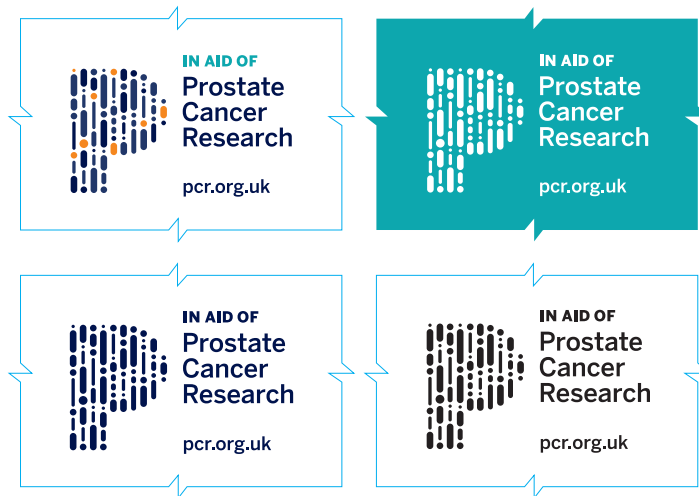 IN AID OF
Prostate
Cancer
Research
pcr.org.uk
IN AID OF
Prostate
Cancer
Research
pcr.org.uk
IN AID OF
Prostate
Cancer
Research
pcr.org.uk
IN AID OF
Prostate
Cancer
Research
pcr.org.uk